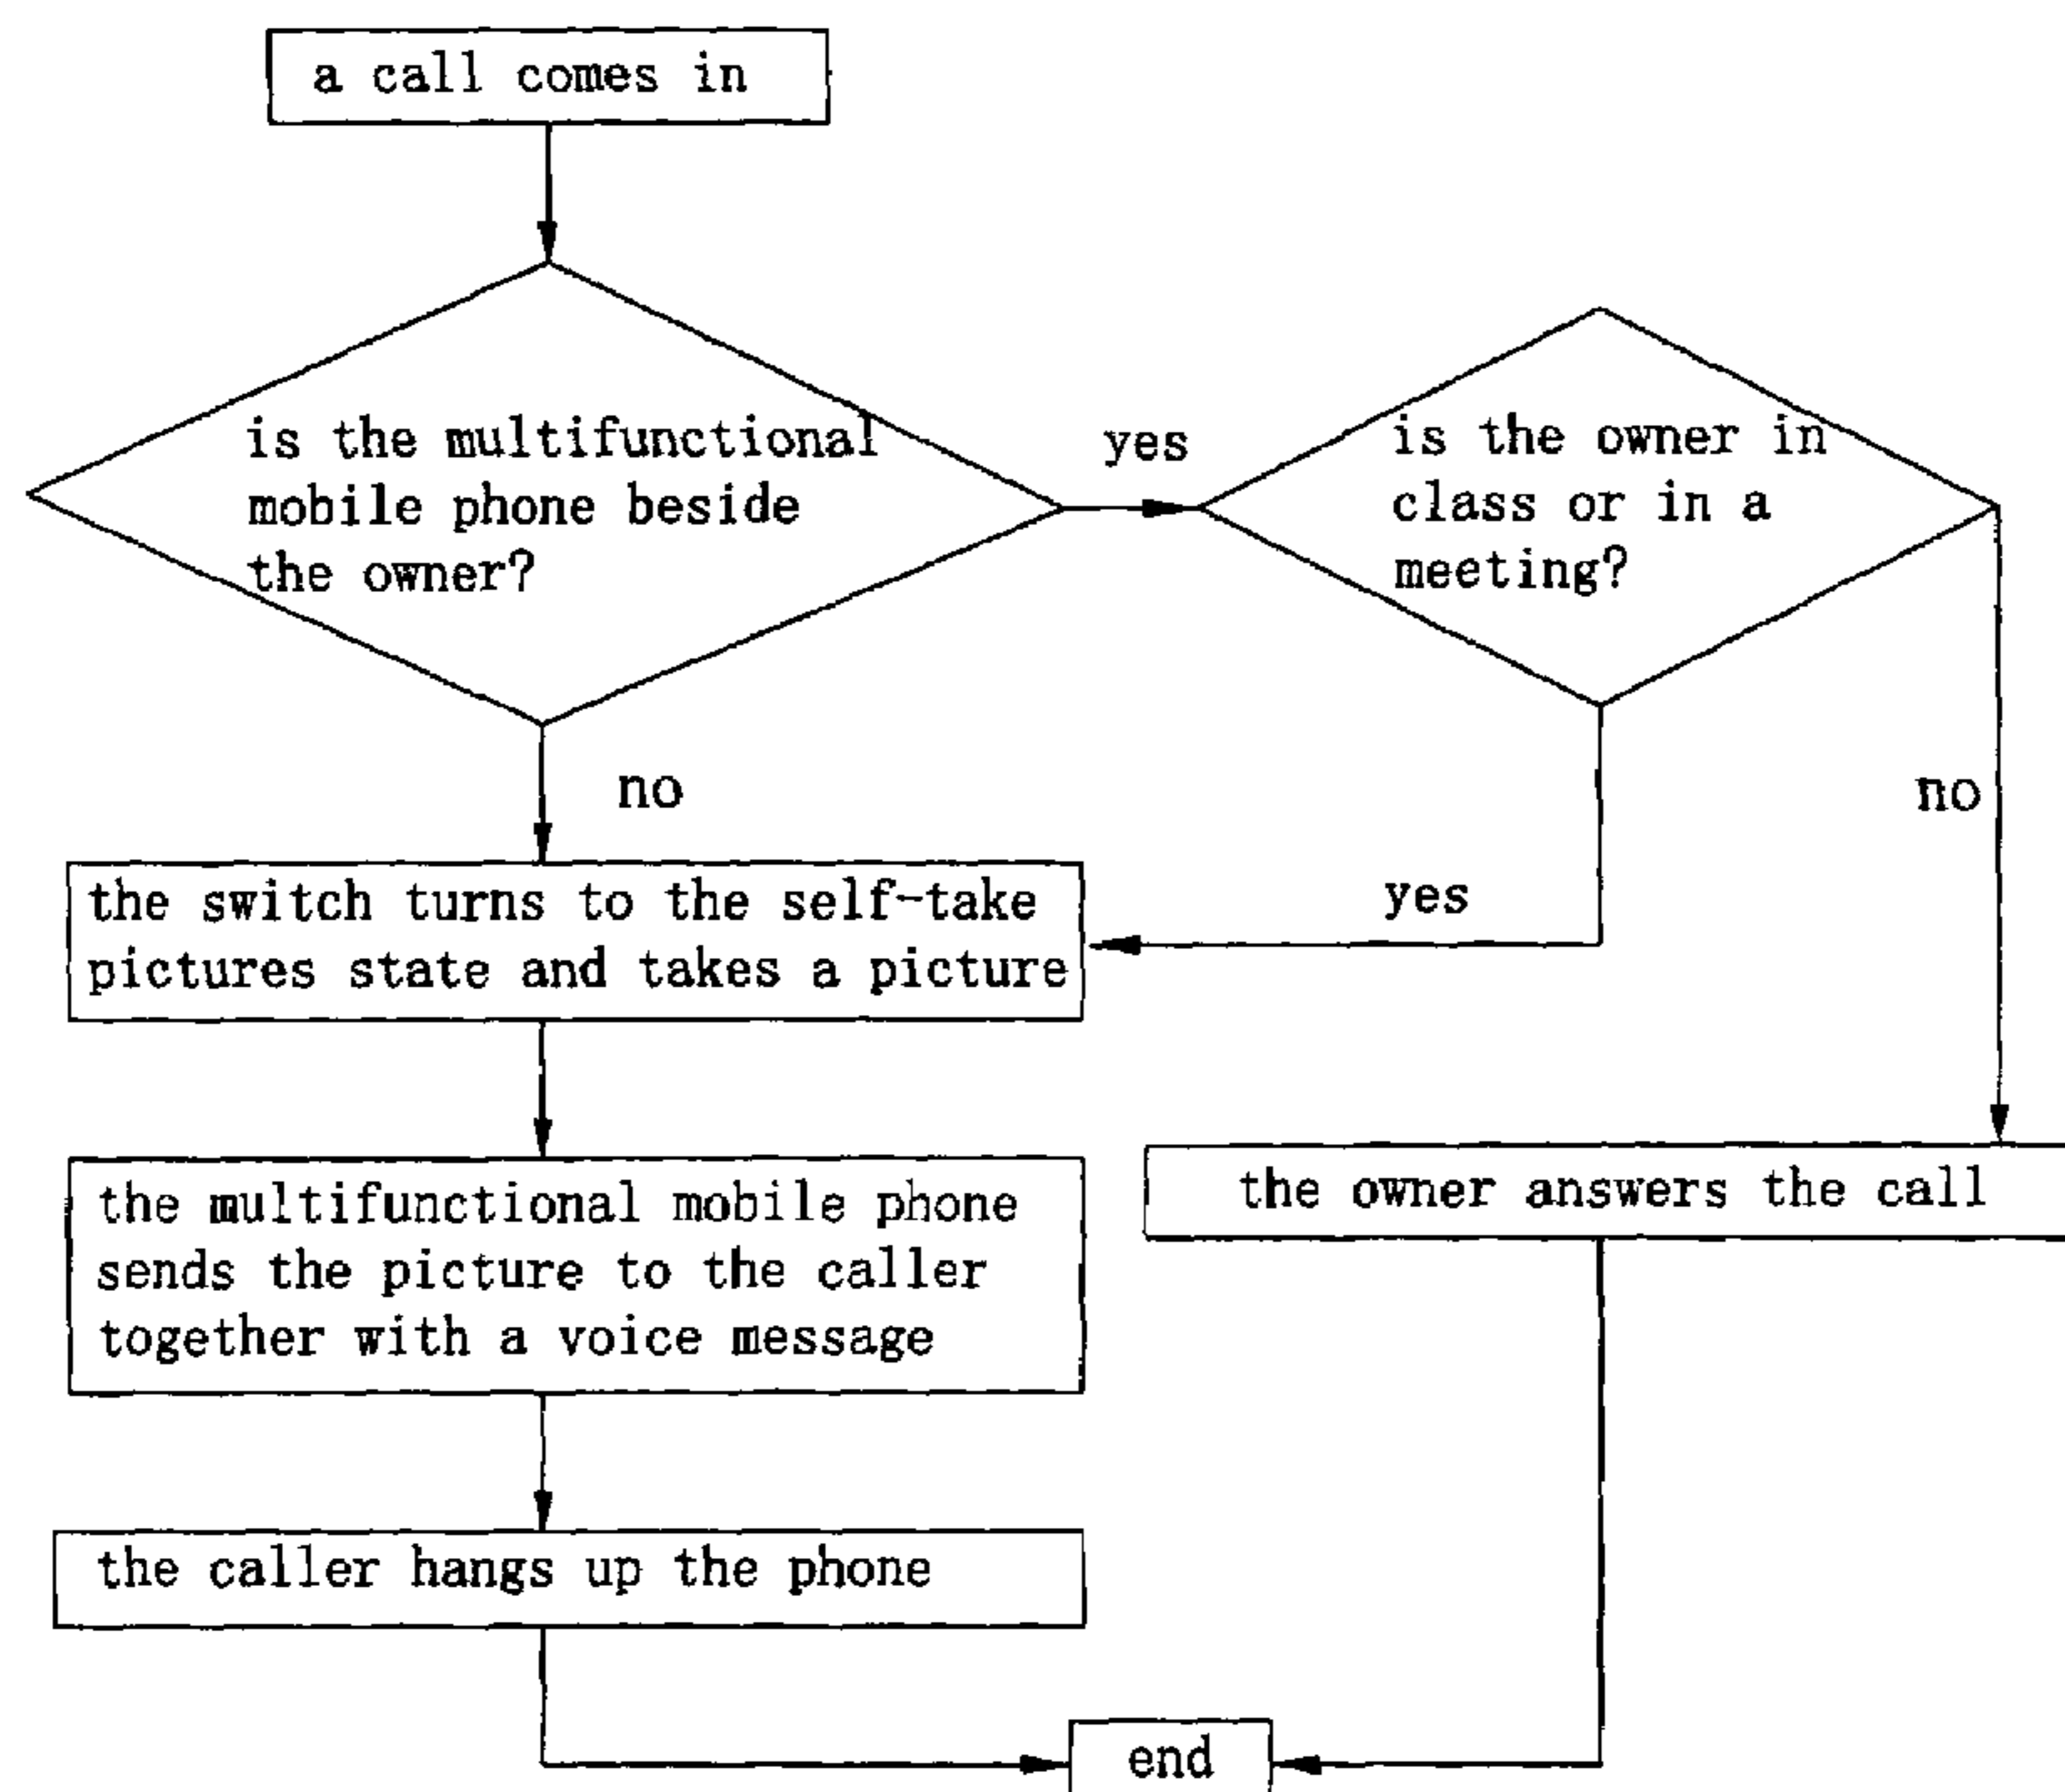 a call comes in
is the multifunctional
mobile phone beside
the owner?
yes
is the owner in
class or in a
meeting?
no
no
the switch turns to the self-take
pictures state and takes a picture
yes
the multifunctional mobile phone
sends the picture to the caller
together with a voice message
the owner answers the call
the caller hangs up the phone
end